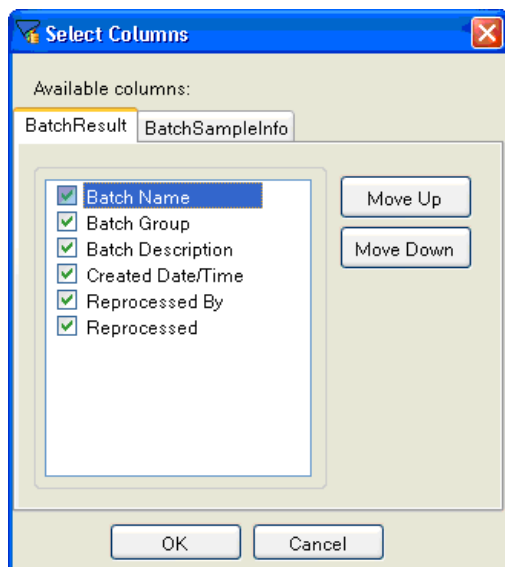 Select Columns
Available columns:
BatchResult BatchSampleInfo
Batch Name
Batch Group
Batch Description
Created Date/Time
Reprocessed By
Reprocessed
Move Up
Move Down
OK Cancel